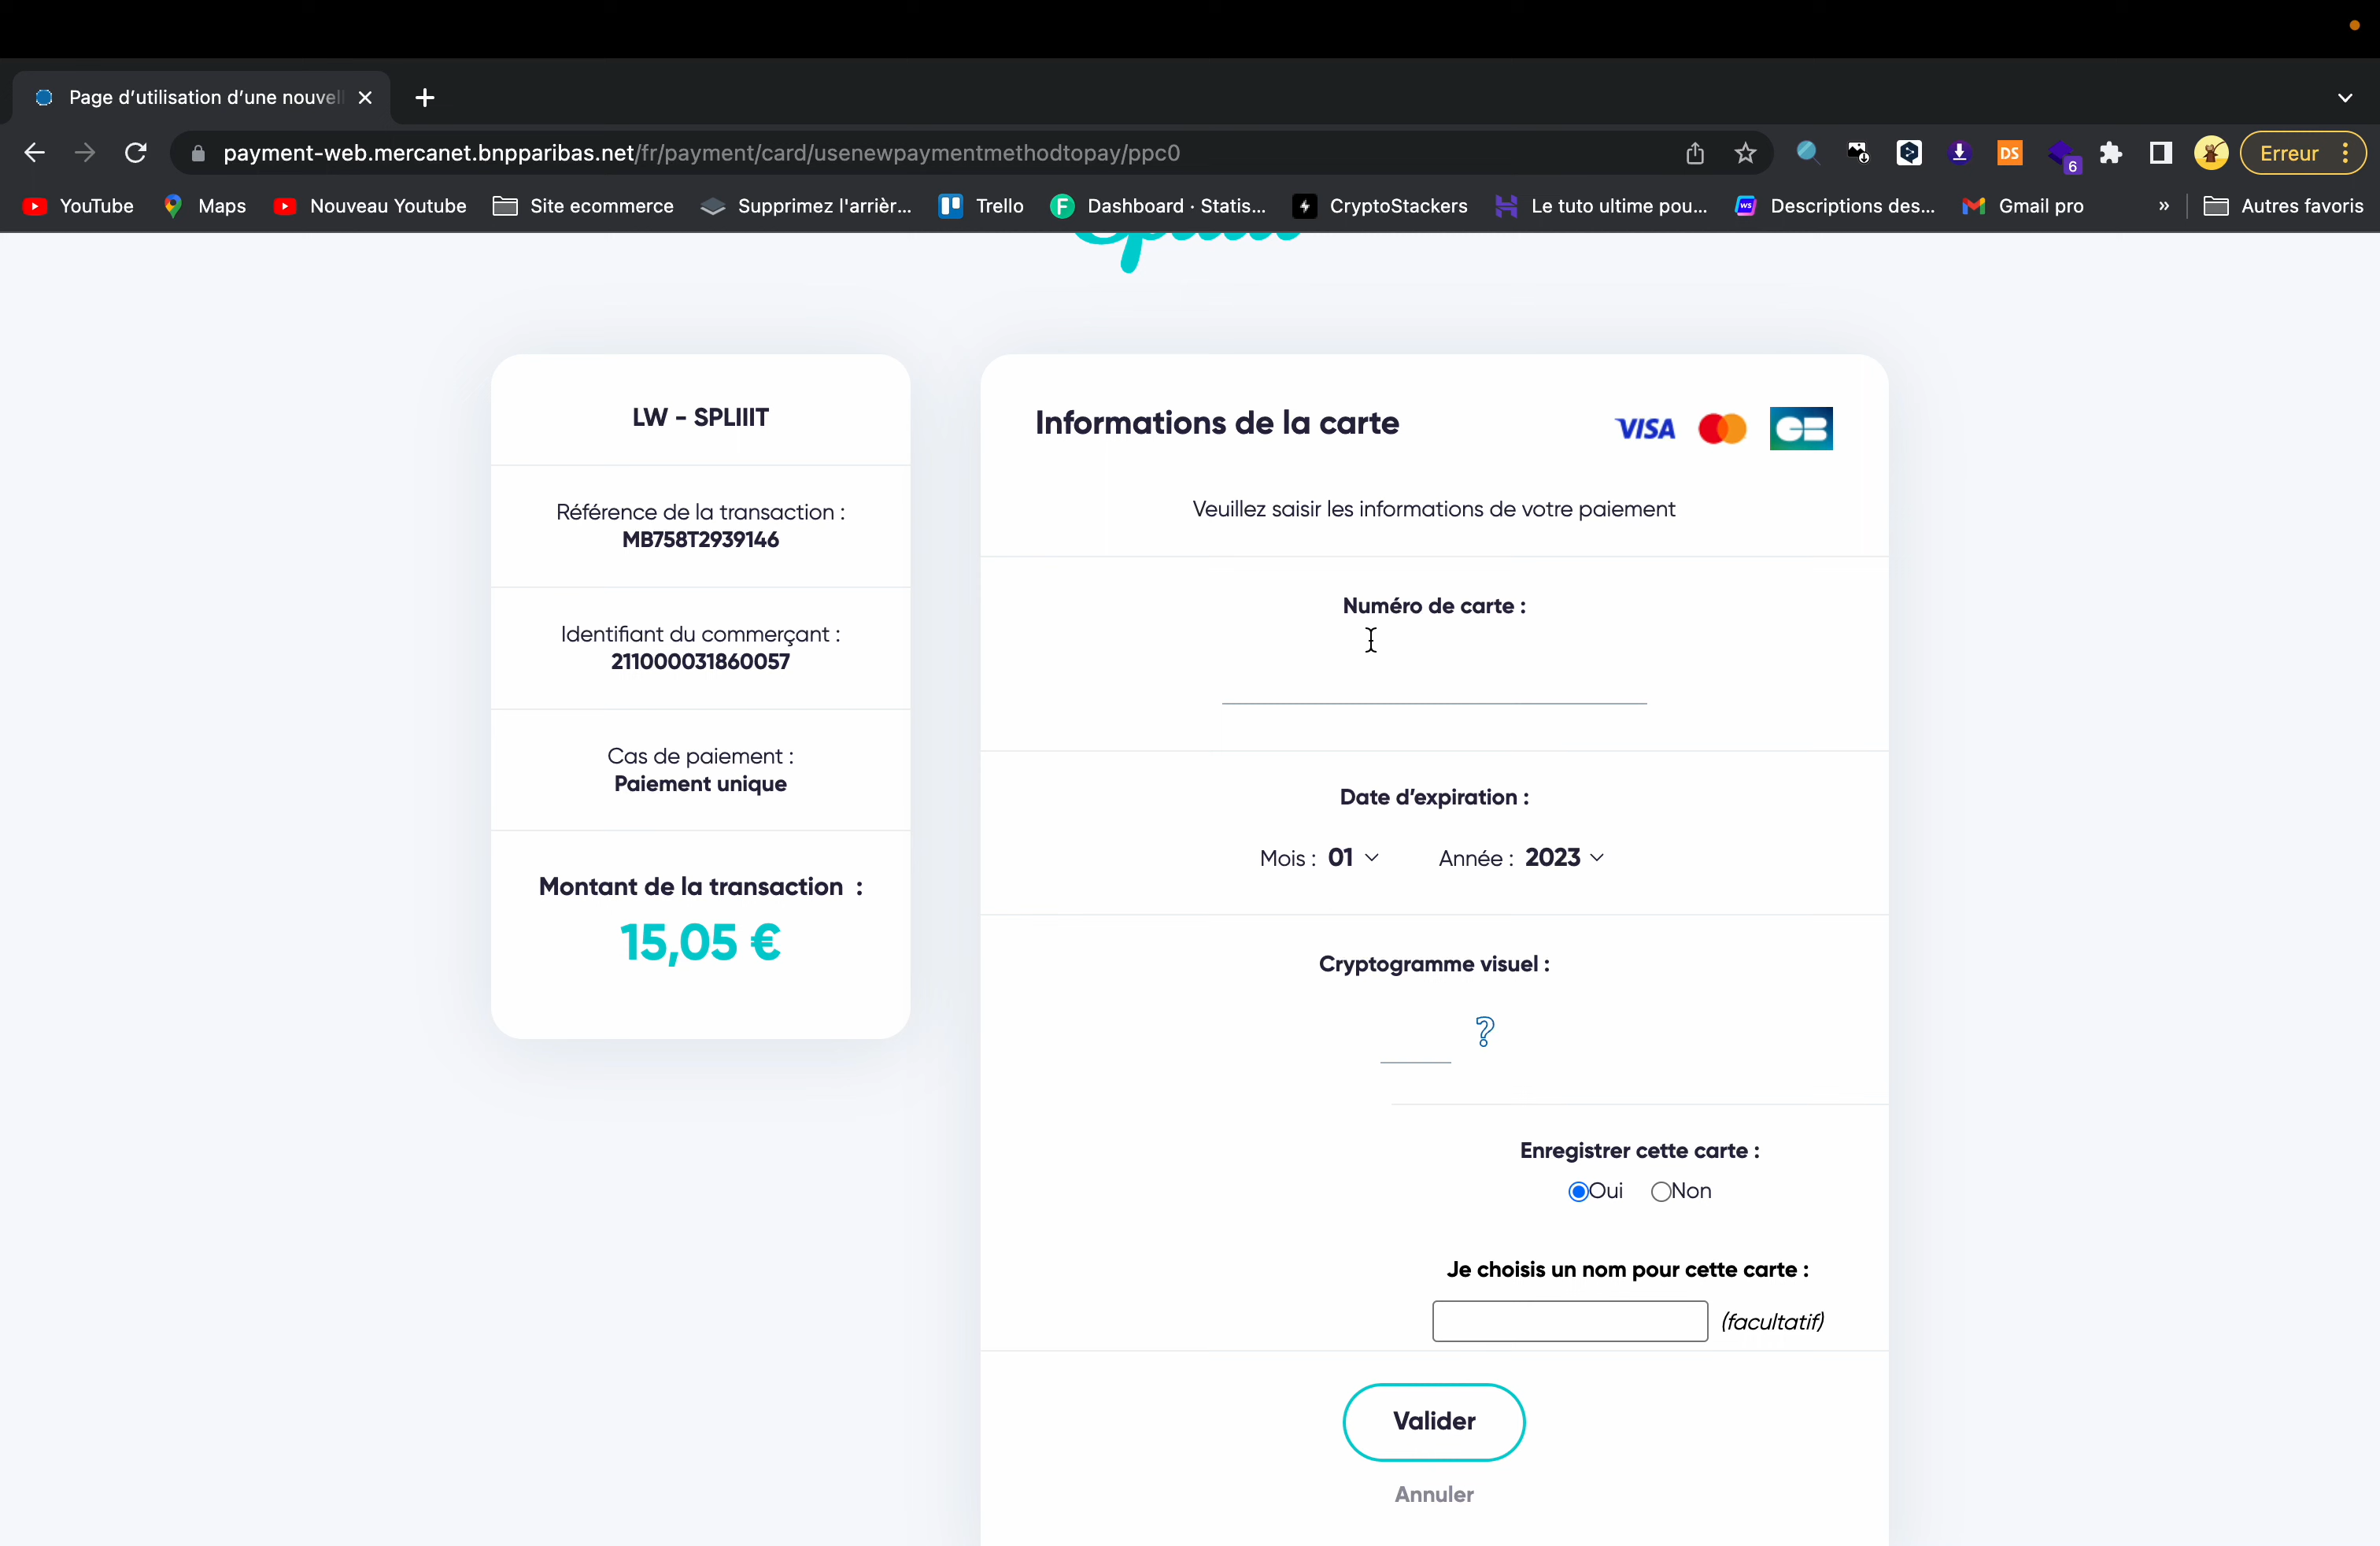 Page d'utilisation d'une nouvel
payment-web.mercanet.bnpparibas.net/fr/payment/card/usenewpaymentmethodtopay/ppc0
DS
6
Erreur
YouTube
Maps
Nouveau Youtube
Site ecommerce
Supprimez l'arrièr...
Trello
Dashboard · Statis...
CryptoStackers
Le tuto ultime pou...
Descriptions des...
Gmail pro
»
Autres favoris
LW - SPLIIIT
Référence de la transaction :
MB758T2939146
Identifiant du commerçant :
211000031860057
Cas de paiement :
Paiement unique
Montant de la transaction :
15,05 €
Informations de la carte
VISA
CB
Veuillez saisir les informations de votre paiement
Numéro de carte :
Date d'expiration :
Mois : 01
Année : 2023
Cryptogramme visuel :
?
Enregistrer cette carte :
Oui
Non
Je choisis un nom pour cette carte :
(facultatif)
Valider
Annuler